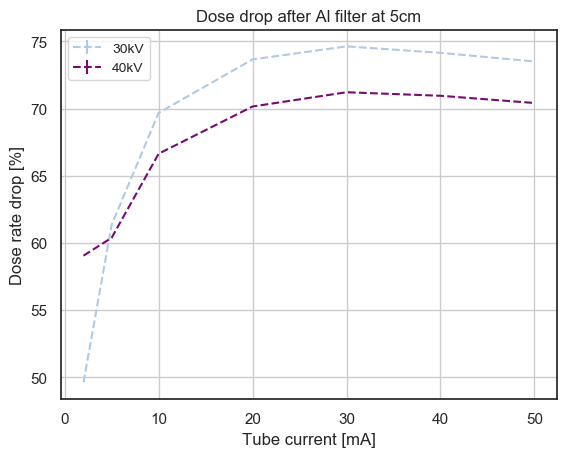 Dose drop after Al filter at 5cm
30kV
40kV
Dose rate drop [%]
75
70
65
60
55
50
0 10 20 30 40 50
Tube current [mA]